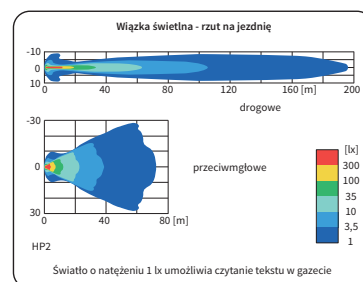 Wiązka świetlna - rzut na jezdnię
-10
0
10
0 40 80 120 160 [m] 200
drogowe
-30
0
30
0 20 40 60 80 [m]
przeciwmgłowe
[lx]
300
100
35
10
3,5
1
HP2
Światło o natężeniu 1 lx umożliwia czytanie tekstu w gazecie